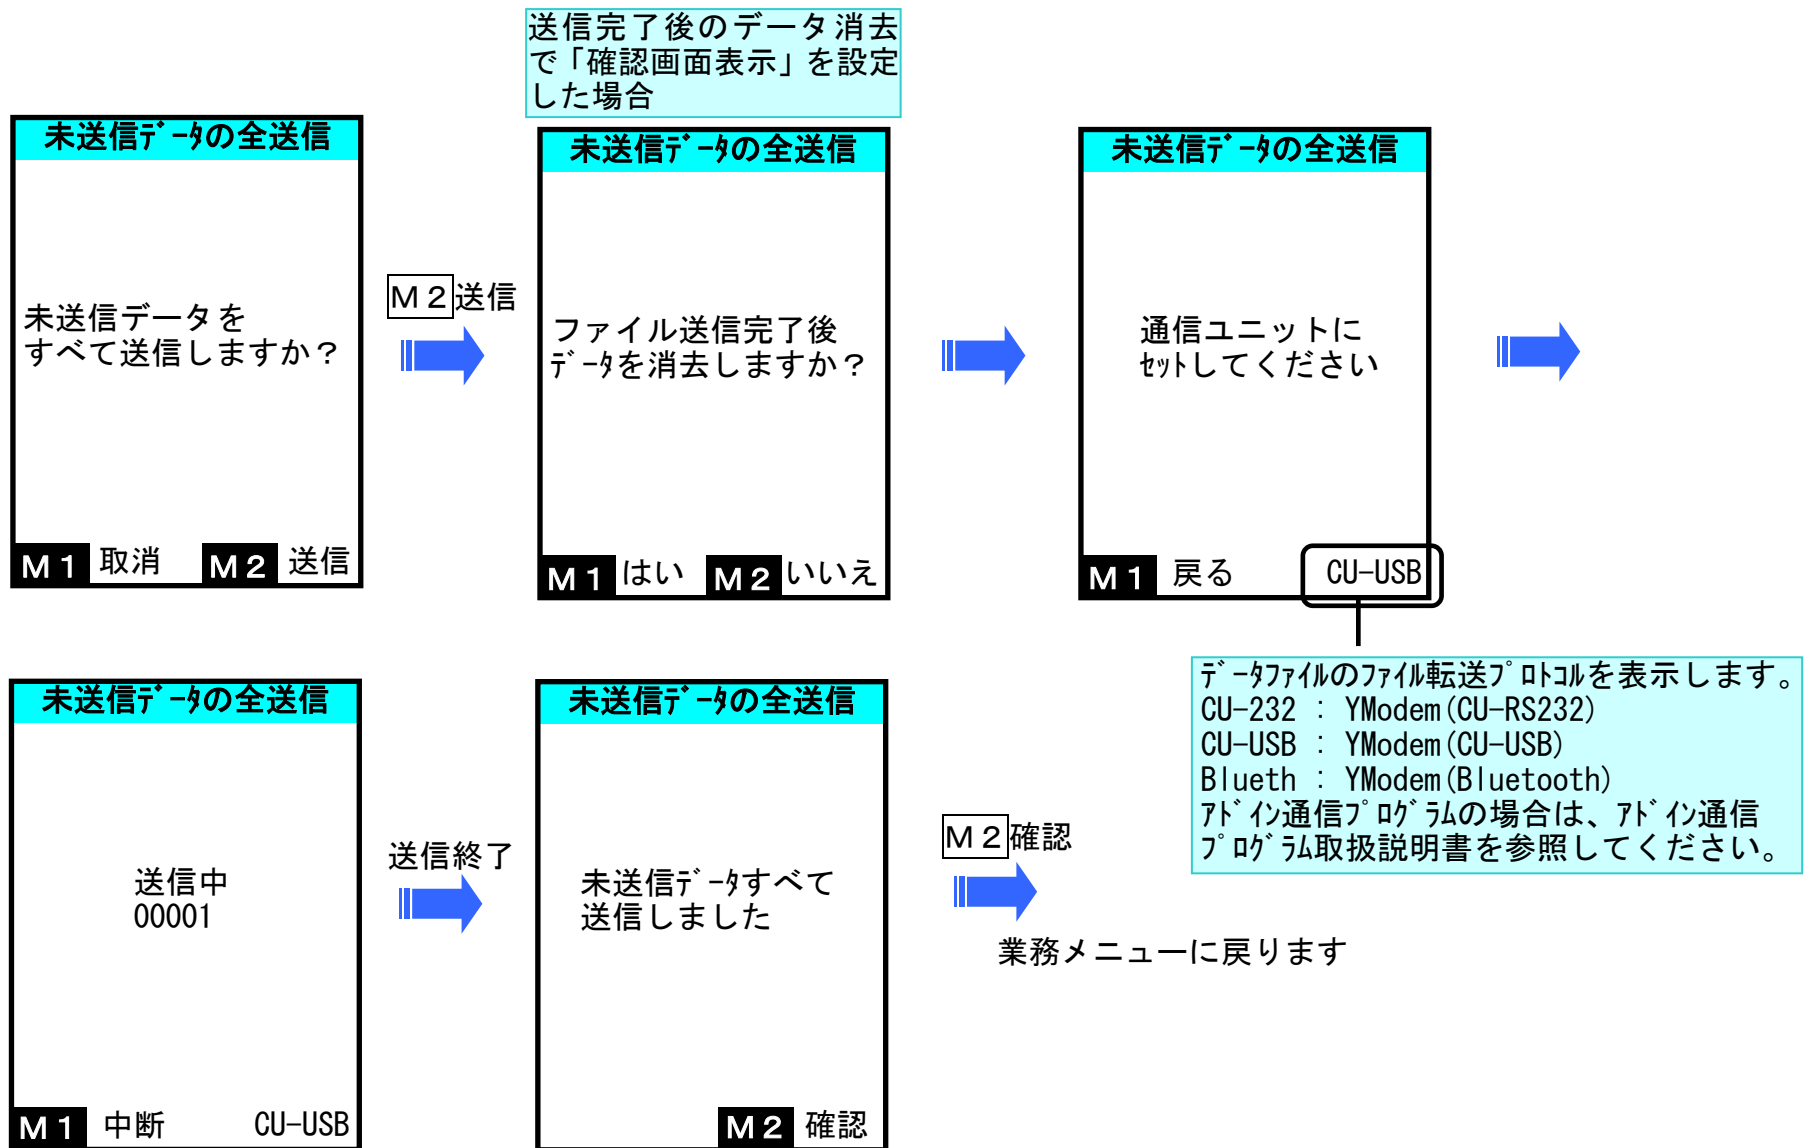 送信完了後のデータ消去
で「確認画面表示」を設定
した場合
未送信ﾃﾞｰﾀの全送信
未送信データを
すべて送信しますか？
Ｍ１ 取消 Ｍ２ 送信
Ｍ２送信
未送信ﾃﾞｰﾀの全送信
ファイル送信完了後
ﾃﾞｰﾀを消去しますか？
Ｍ１ はい Ｍ２ いいえ
未送信ﾃﾞｰﾀの全送信
通信ユニットに
ｾｯﾄしてください
Ｍ１ 戻る CU-USB
ﾃﾞｰﾀﾌｧｲﾙのﾌｧｲﾙ転送ﾌﾟﾛﾄｺﾙを表示します。
CU-232 : YModem(CU-RS232)
CU-USB : YModem(CU-USB)
Blueth : YModem(Bluetooth)
ｱﾄﾞｲﾝ通信ﾌﾟﾛｸﾞﾗﾑの場合は、ｱﾄﾞｲﾝ通信
ﾌﾟﾛｸﾞﾗﾑ取扱説明書を参照してください。
未送信ﾃﾞｰﾀの全送信
送信中
00001
Ｍ１ 中断 CU-USB
送信終了
未送信ﾃﾞｰﾀの全送信
未送信ﾃﾞｰﾀすべて
送信しました
Ｍ２ 確認
Ｍ２確認
業務メニューに戻ります